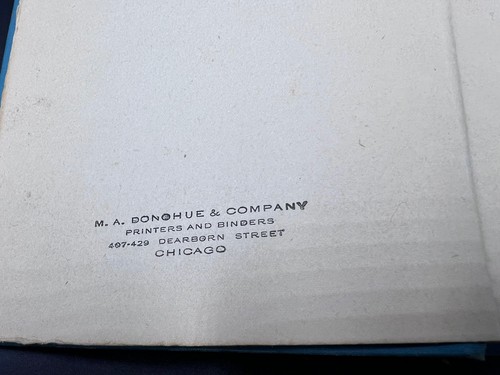 M. A. DONOHUE & COMPANY
PRINTERS AND BINDERS
407-429 DEARBORN STREET
CHICAGO